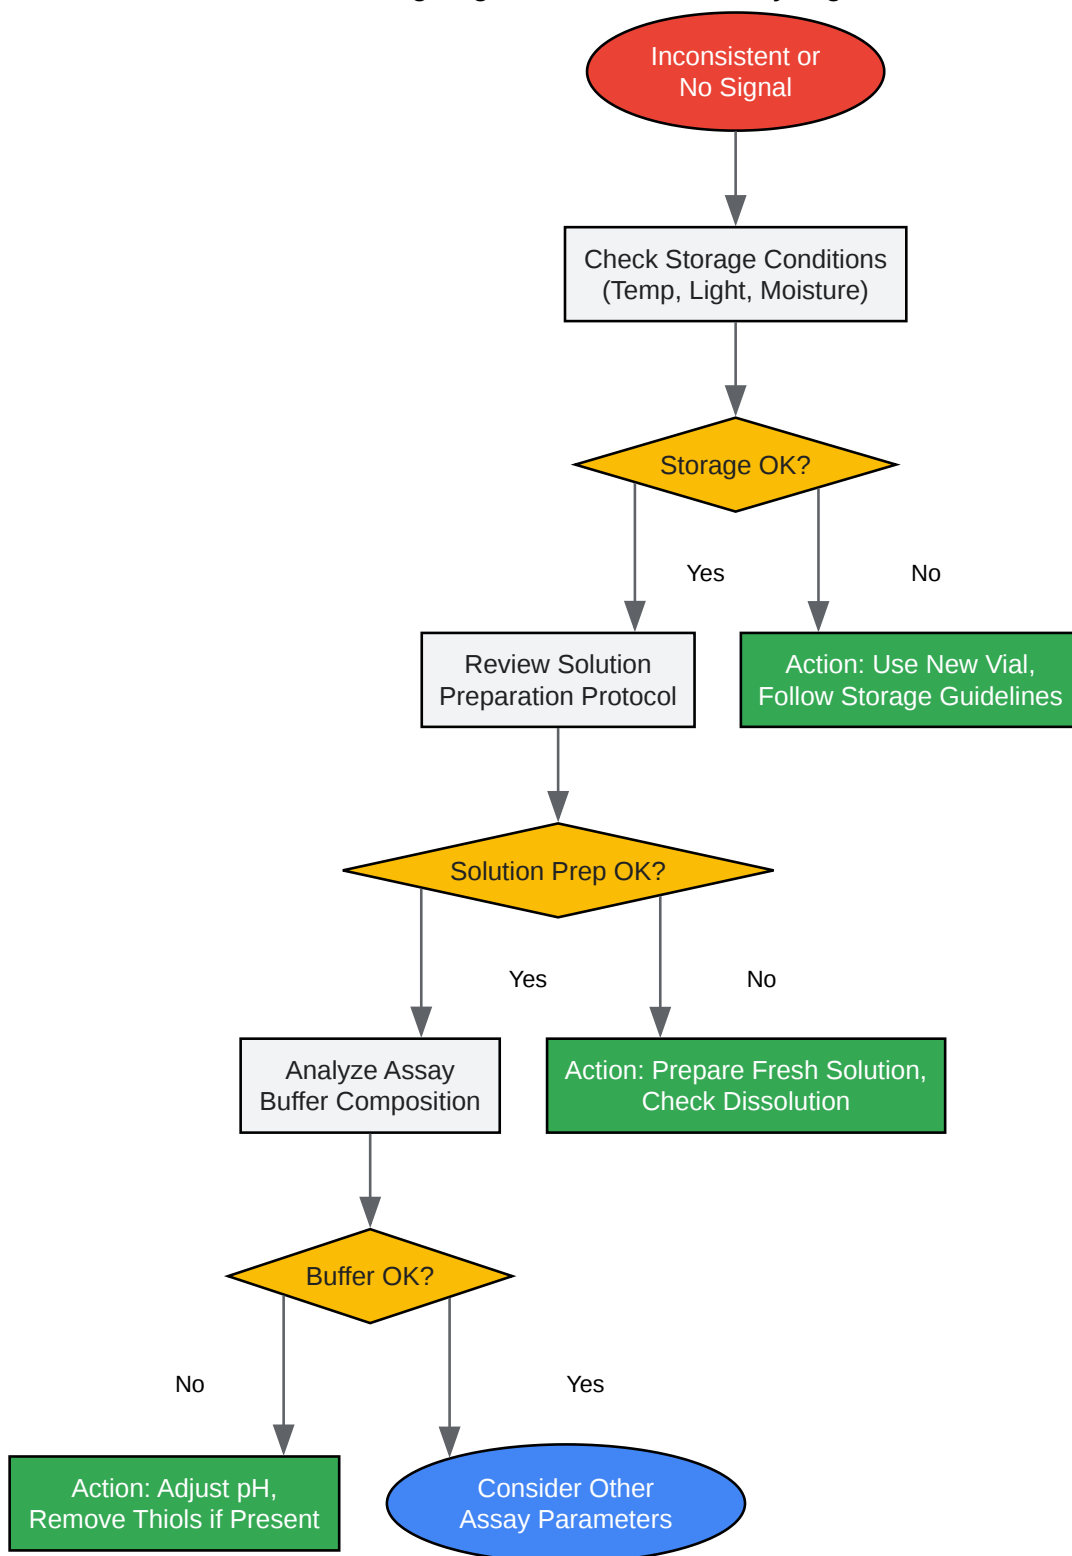 Inconsistent or
No Signal
Check Storage Conditions
(Temp, Light, Moisture)
Storage OK?
Yes
No
Review Solution
Preparation Protocol
Action: Use New Vial,
Follow Storage Guidelines
Solution Prep OK?
Yes
No
Analyze Assay
Buffer Composition
Action: Prepare Fresh Solution,
Check Dissolution
Buffer OK?
No
Yes
Action: Adjust pH,
Remove Thiols if Present
Consider Other
Assay Parameters